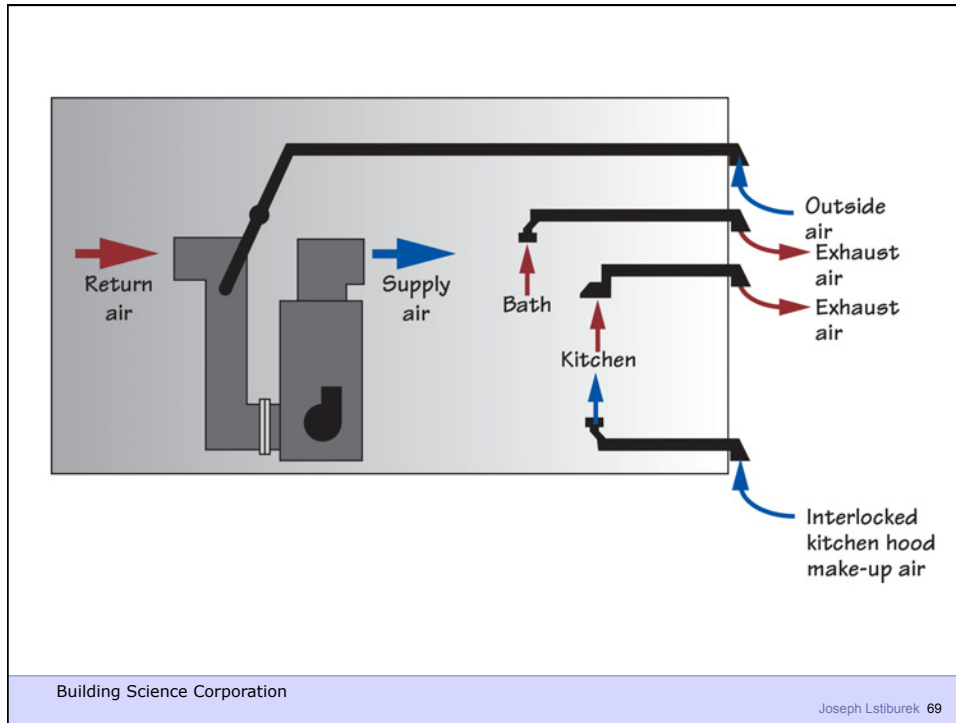 Outside
air
Exhaust
air
Return
air
Supply
air
Bath
Exhaust
air
Kitchen
Interlocked
kitchen hood
make-up air
Building Science Corporation
Joseph Lstiburek 69